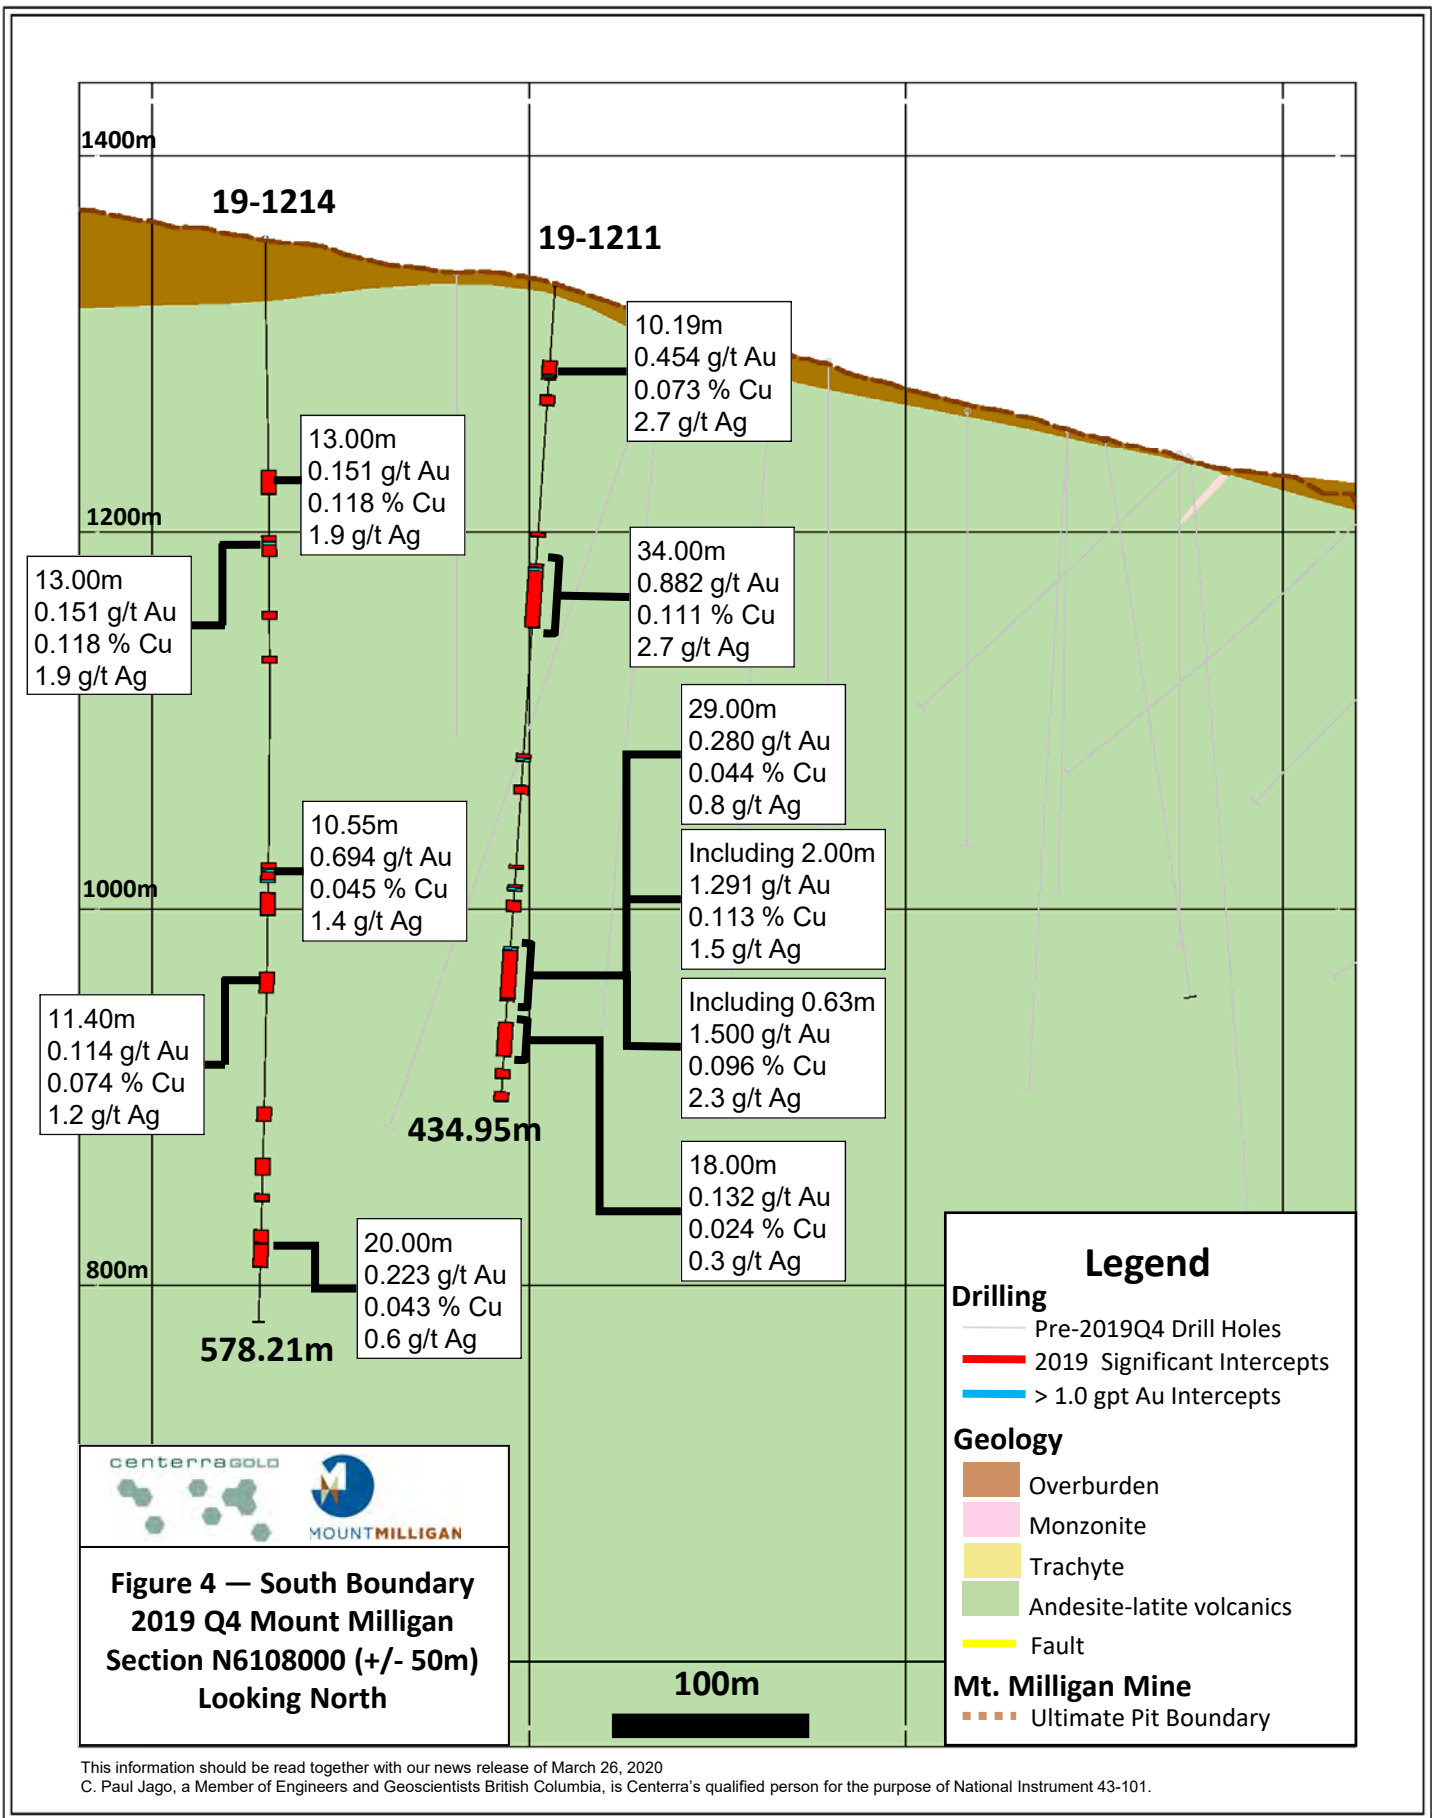 1400m
19-1214
19-1211
10.19m
0.454 g/t Au
0.073 % Cu
2.7 g/t Ag
13.00m
0.151 g/t Au
0.118 % Cu
1.9 g/t Ag
1200m
13.00m
0.151 g/t Au
0.118 % Cu
1.9 g/t Ag
34.00m
0.882 g/t Au
0.111 % Cu
2.7 g/t Ag
29.00m
0.280 g/t Au
0.044 % Cu
0.8 g/t Ag
10.55m
0.694 g/t Au
0.045 % Cu
1.4 g/t Ag
Including 2.00m
1.291 g/t Au
0.113 % Cu
1.5 g/t Ag
1000m
Including 0.63m
1.500 g/t Au
0.096 % Cu
2.3 g/t Ag
11.40m
0.114 g/t Au
0.074 % Cu
1.2 g/t Ag
434.95m
18.00m
0.132 g/t Au
0.024 % Cu
0.3 g/t Ag
20.00m
0.223 g/t Au
0.043 % Cu
0.6 g/t Ag
800m
578.21m
Legend
Drilling
Pre-2019Q4 Drill Holes
2019 Significant Intercepts
> 1.0 gpt Au Intercepts
Geology
Overburden
Monzonite
Trachyte
Andesite-latite volcanics
Fault
Mt. Milligan Mine
Ultimate Pit Boundary
centerraGOLD
MOUNTMILLIGAN
Figure 4 — South Boundary
2019 Q4 Mount Milligan
Section N6108000 (+/- 50m)
Looking North
100m
This information should be read together with our news release of March 26, 2020
C. Paul Jago, a Member of Engineers and Geoscientists British Columbia, is Centerra's qualified person for the purpose of National Instrument 43-101.